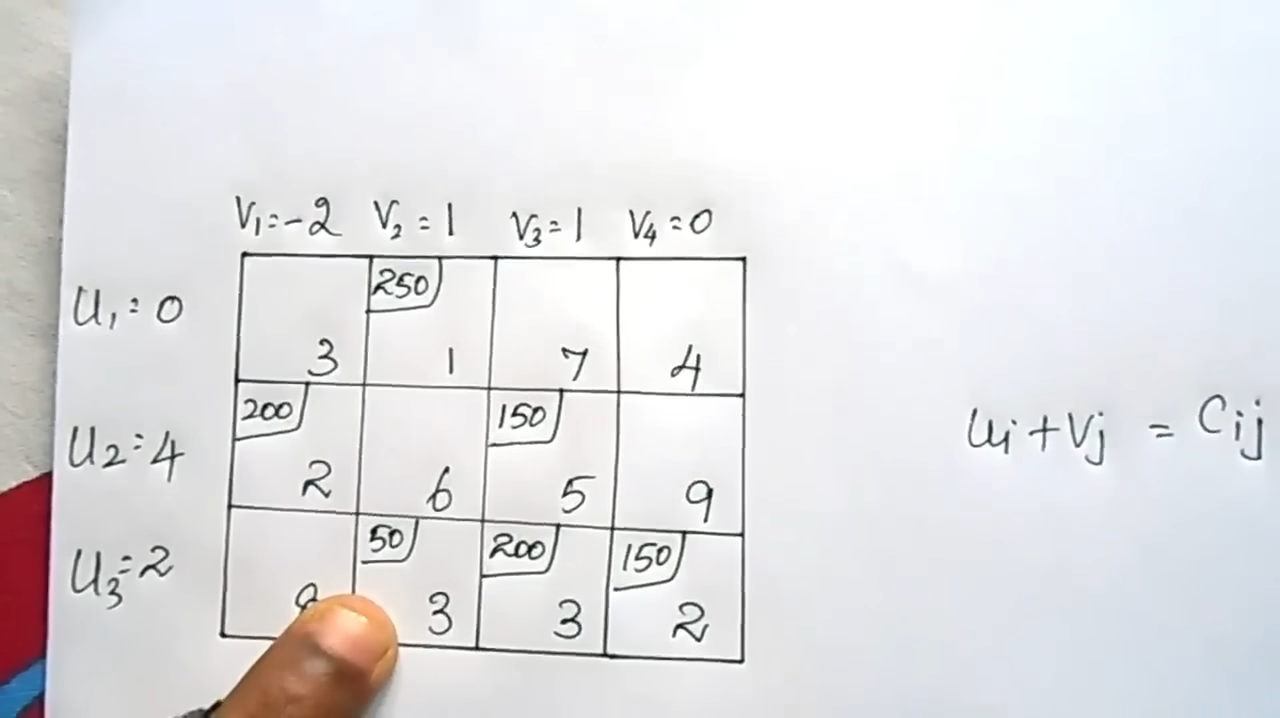 V₁=-2 V₂=1 V₃=1 V₄=0
250
U₁=0 3 1 7 4
200 150
U₂=4 2 6 5 9
50 200 150
U₃=2 3 3 2
ui+vj = Cij